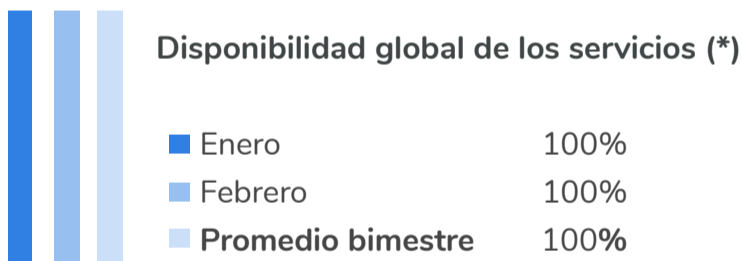 Disponibilidad global de los servicios (*)
Enero 100%
Febrero 100%
Promedio bimestre 100%